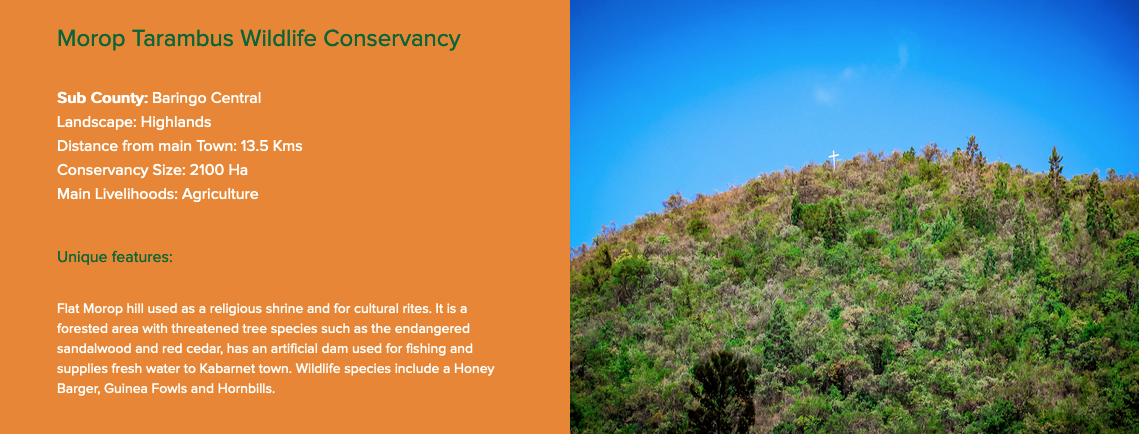 Morop Tarambus Wildlife Conservancy
Sub County: Baringo Central
Landscape: Highlands
Distance from main Town: 13.5 Kms
Conservancy Size: 2100 Ha
Main Livelihoods: Agriculture
Unique features:
Flat Morop hill used as a religious shrine and for cultural rites. It is a
forested area with threatened tree species such as the endangered
sandalwood and red cedar, has an artificial dam used for fishing and
supplies fresh water to Kabarnet town. Wildlife species include a Honey
Barger, Guinea Fowls and Hornbills.